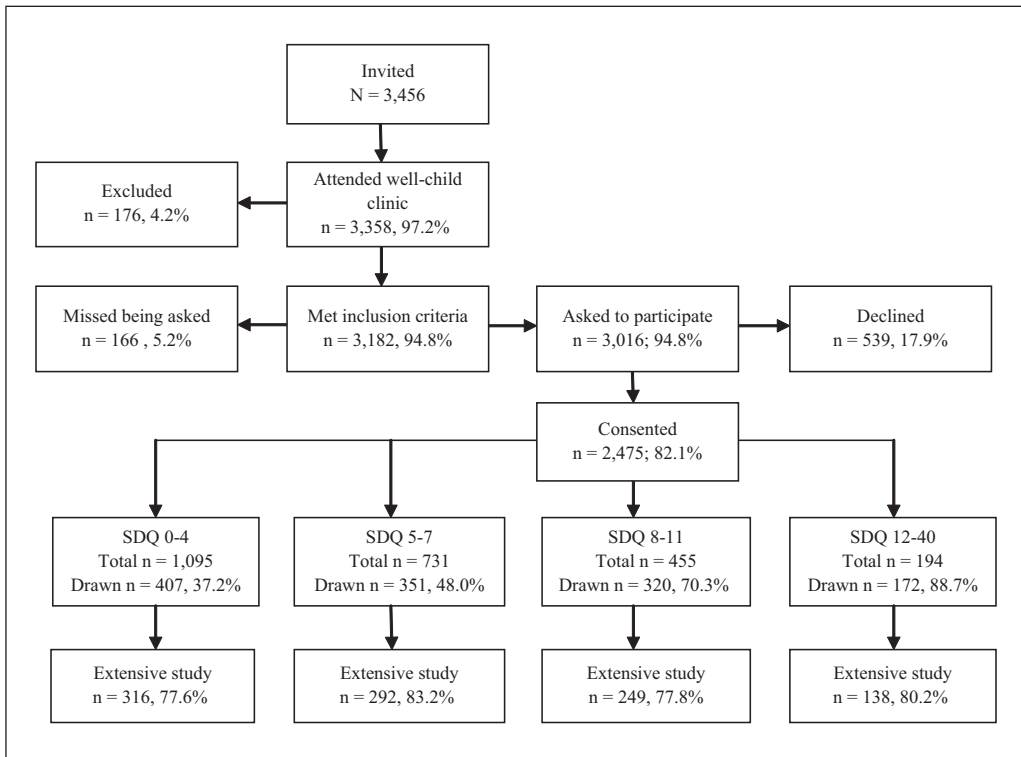 Invited
N = 3,456
Attended well-child
clinic
n = 3,358, 97.2%
Excluded
n = 176, 4.2%
Missed being asked
n = 166 , 5.2%
Met inclusion criteria
n = 3,182, 94.8%
Asked to participate
n = 3,016; 94.8%
Declined
n = 539, 17.9%
Consented
n = 2,475; 82.1%
SDQ 0-4
Total n = 1,095
Drawn n = 407, 37.2%
SDQ 5-7
Total n = 731
Drawn n = 351, 48.0%
SDQ 8-11
Total n = 455
Drawn n = 320, 70.3%
SDQ 12-40
Total n = 194
Drawn n = 172, 88.7%
Extensive study
n = 316, 77.6%
Extensive study
n = 292, 83.2%
Extensive study
n = 249, 77.8%
Extensive study
n = 138, 80.2%